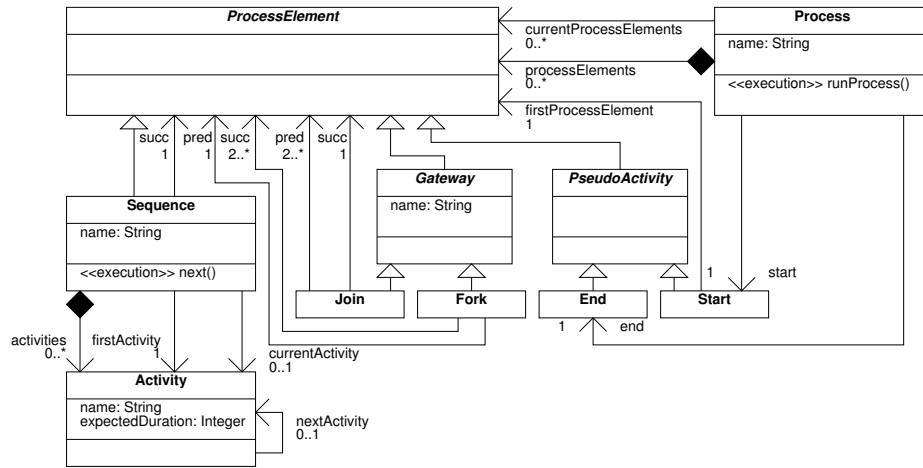 ProcessElement
Process
currentProcessElements
0..*
name: String
processElements
0..*
<<execution>> runProcess()
firstProcessElement
1
succ
1
pred
1
succ
2..*
pred
2..*
succ
1
Gateway
name: String
PseudoActivity
Sequence
name: String
<<execution>> next()
1
start
Join
Fork
End
Start
1
end
activities
0..*
firstActivity
1
currentActivity
0..1
Activity
name: String
expectedDuration: Integer
nextActivity
0..1